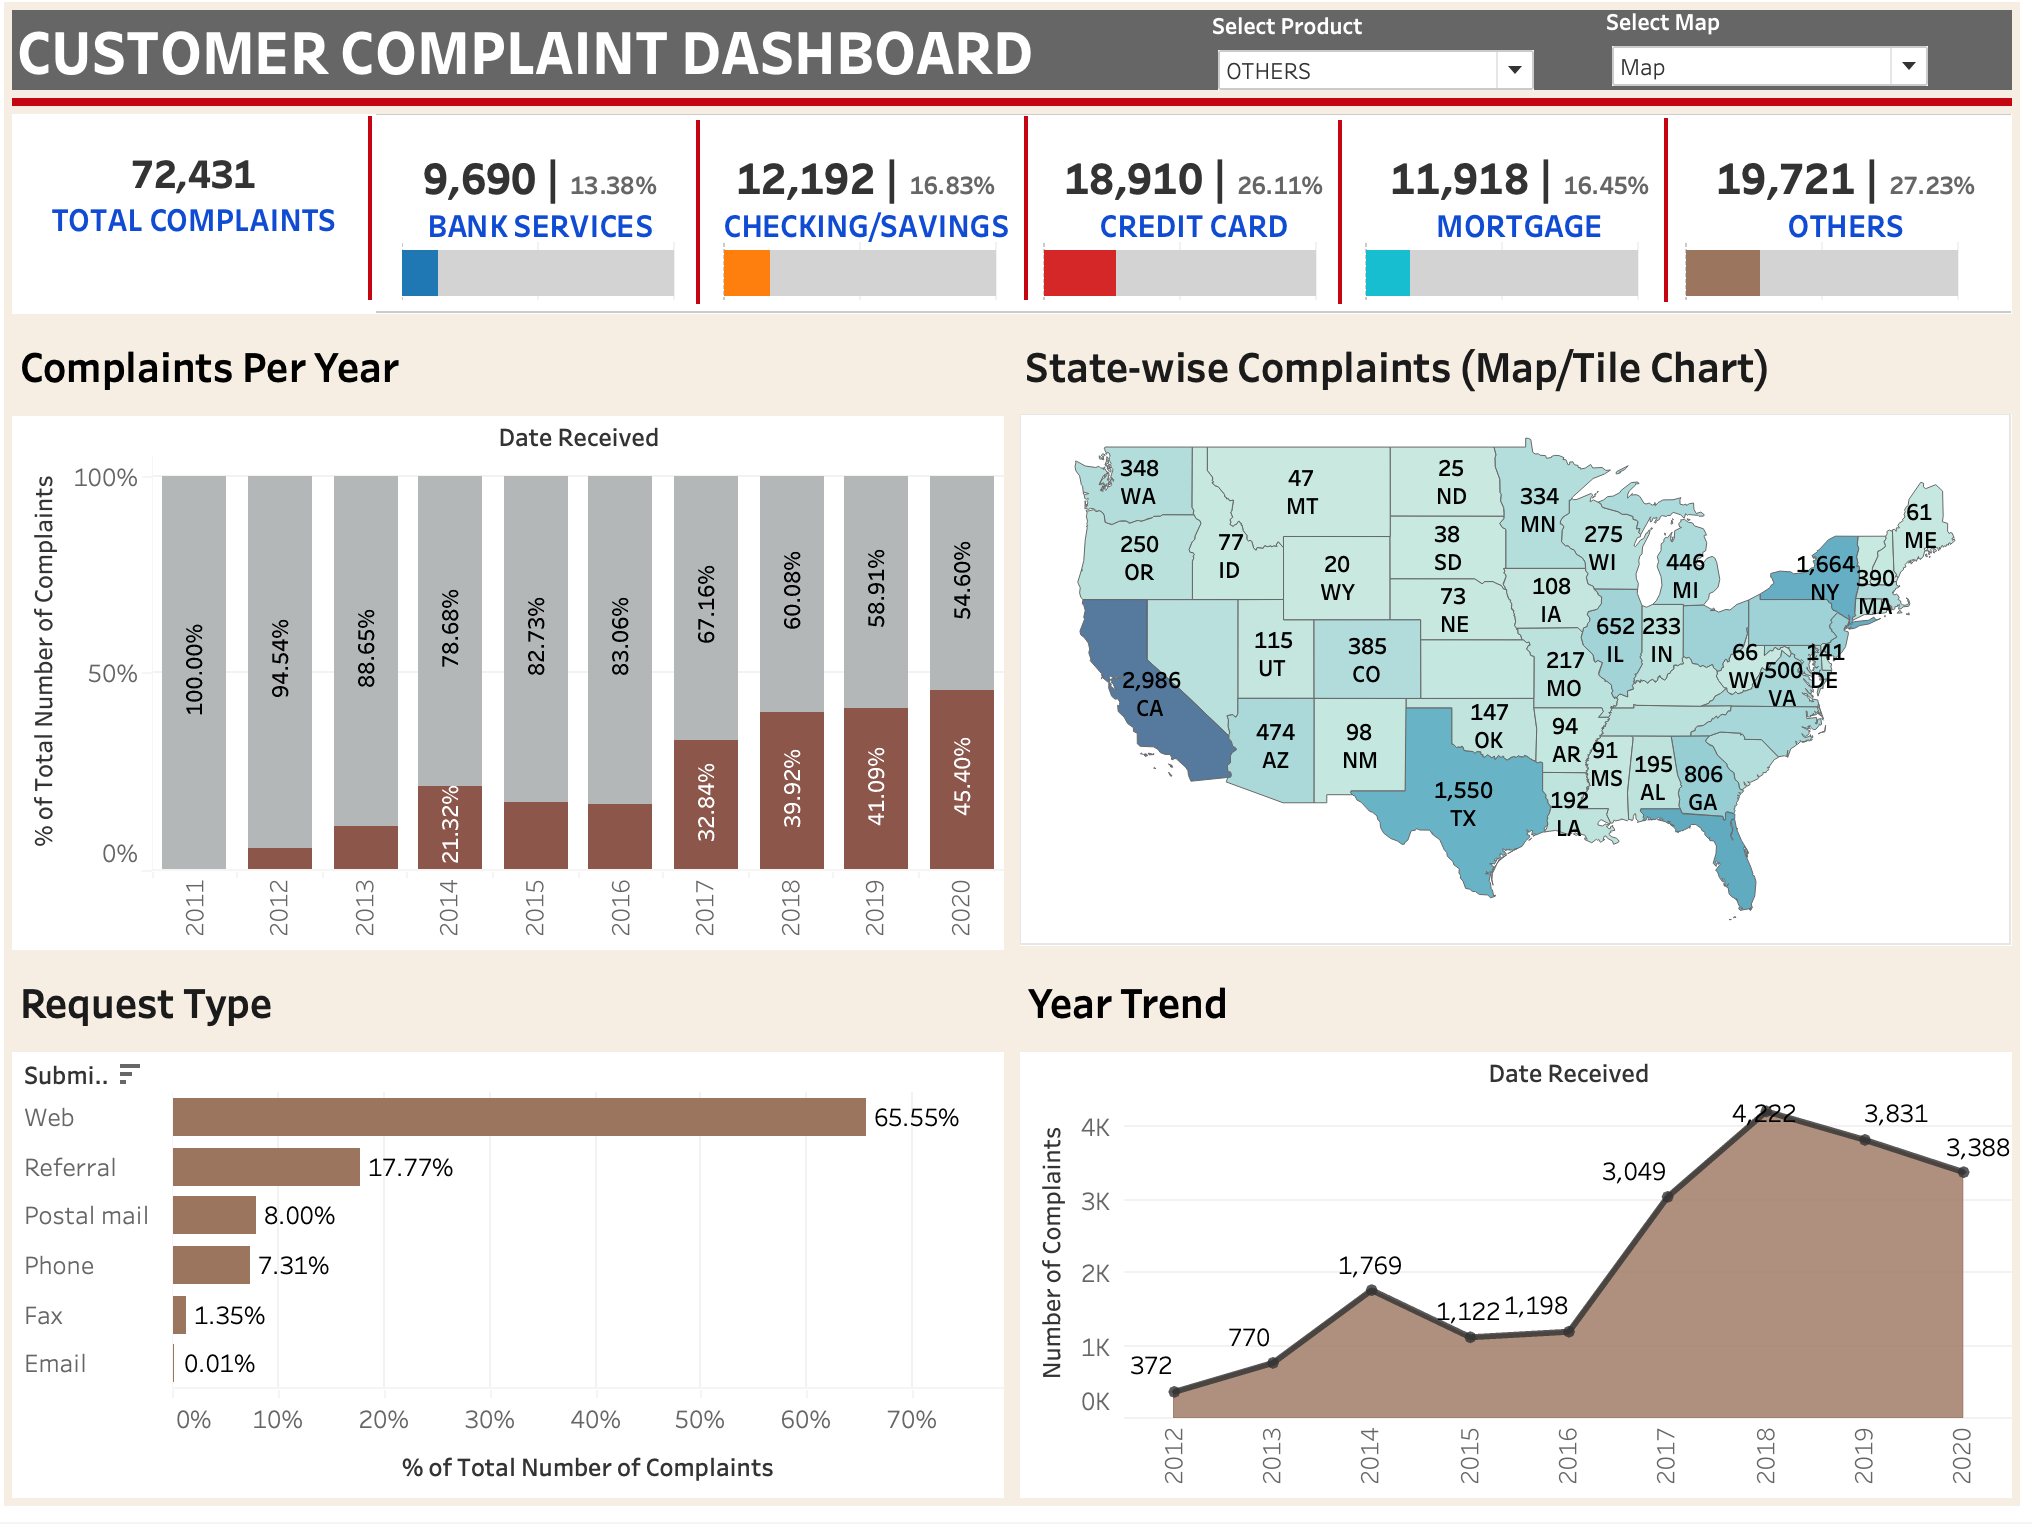 CUSTOMER COMPLAINT DASHBOARD
Select Product
OTHERS
Select Map
Map
72,431
TOTAL COMPLAINTS
9,690 | 13.38%
BANK SERVICES
12,192 | 16.83%
CHECKING/SAVINGS
18,910 | 26.11%
CREDIT CARD
11,918 | 16.45%
MORTGAGE
19,721 | 27.23%
OTHERS
Complaints Per Year
Date Received
% of Total Number of Complaints
100%
50%
0%
100.00%
94.54%
88.65%
78.68%
82.73%
83.06%
67.16%
60.08%
58.91%
54.60%
21.32%
32.84%
39.92%
41.09%
45.40%
2011
2012
2013
2014
2015
2016
2017
2018
2019
2020
State-wise Complaints (Map/Tile Chart)
348
WA
47
MT
25
ND
334
MN
61
ME
250
OR
77
ID
38
SD
275
WI
446
MI
1,664
NY
390
MA
20
WY
73
NE
108
IA
115
UT
385
CO
652
IL
233
IN
66
WV
141
DE
500
VA
217
MO
2,986
CA
474
AZ
98
NM
147
OK
94
AR
91
MS
195
AL
806
GA
1,550
TX
192
LA
Request Type
Submi..
Web
65.55%
Referral
17.77%
Postal mail
8.00%
Phone
7.31%
Fax
1.35%
Email
0.01%
0%
10%
20%
30%
40%
50%
60%
70%
% of Total Number of Complaints
Year Trend
Date Received
Number of Complaints
4K
3K
2K
1K
0K
372
770
1,769
1,122
1,198
3,049
4,222
3,831
3,388
2012
2013
2014
2015
2016
2017
2018
2019
2020